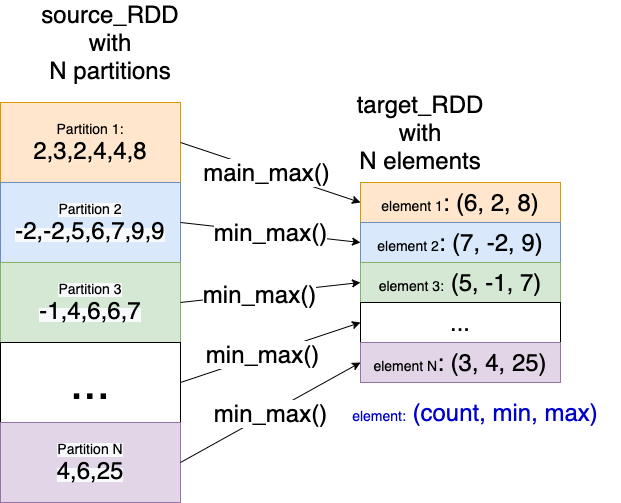 source_RDD
with
N partitions
Partition 1:
2,3,2,4,4,8
Partition 2
-2,-2,5,6,7,9,9
Partition 3
-1,4,6,6,7
...
Partition N
4,6,25
main_max()
min_max()
min_max()
min_max()
min_max()
target_RDD
with
N elements
element 1: (6, 2, 8)
element 2: (7, -2, 9)
element 3: (5, -1, 7)
...
element N: (3, 4, 25)
element: (count, min, max)